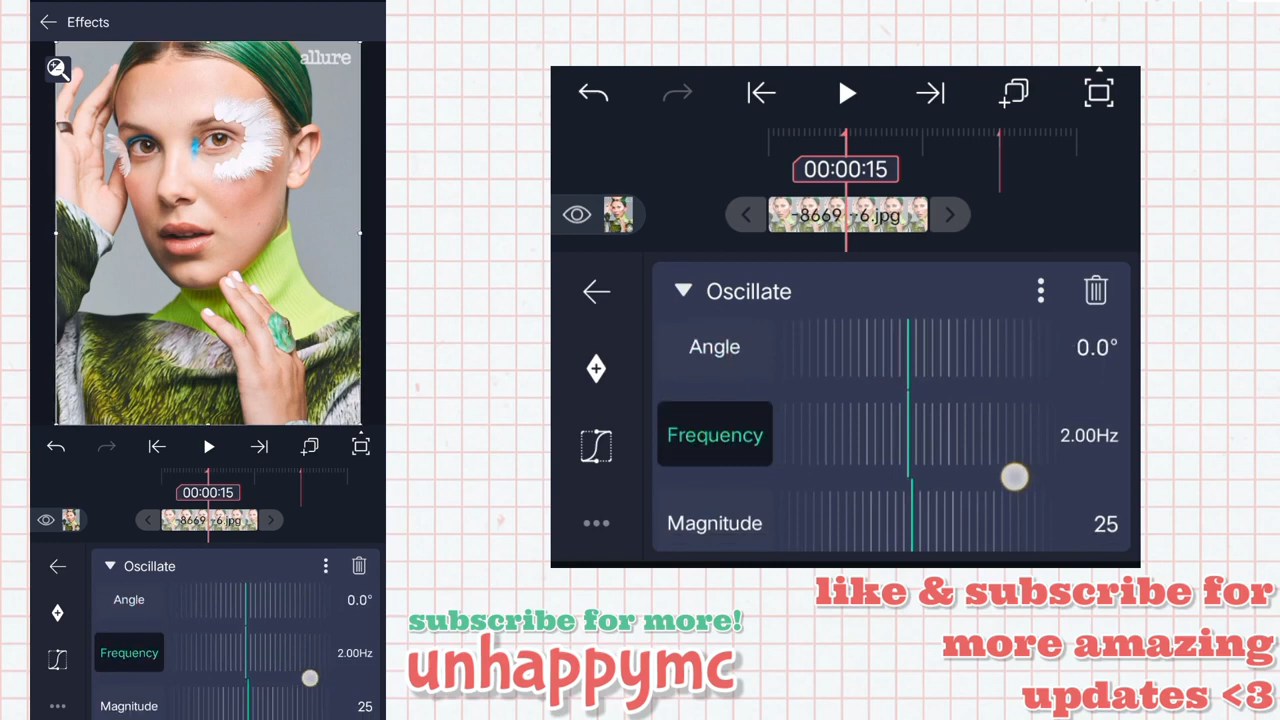 Effects
allure
00:00:15
-8669 -6.jpg
Oscillate
Angle 0.0°
Frequency 2.00Hz
Magnitude 25
00:00:15
-8669 -6.jpg
Oscillate
Angle 0.0°
Frequency 2.00Hz
Magnitude 25
subscribe for more!
unhappymc
like & subscribe for
more amazing
updates <3